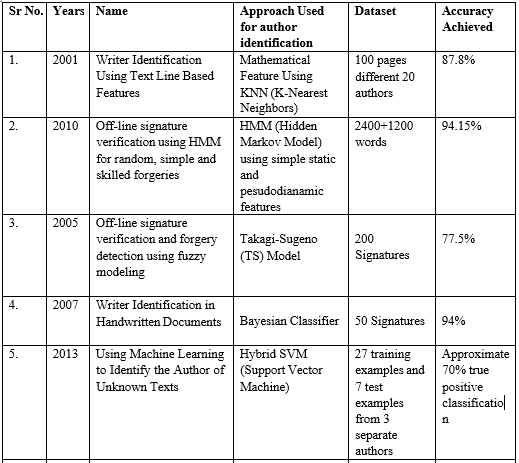 Sr No. Years Name Approach Used for author identification Dataset Accuracy Achieved
1. 2001 Writer Identification Using Text Line Based Features Mathematical Feature Using KNN (K-Nearest Neighbors) 100 pages different 20 authors 87.8%
2. 2010 Off-line signature verification using HMM for random, simple and skilled forgeries HMM (Hidden Markov Model) using simple static and pesudodianamic features 2400+1200 words 94.15%
3. 2005 Off-line signature verification and forgery detection using fuzzy modeling Takagi-Sugeno (TS) Model 200 Signatures 77.5%
4. 2007 Writer Identification in Handwritten Documents Bayesian Classifier 50 Signatures 94%
5. 2013 Using Machine Learning to Identify the Author of Unknown Texts Hybrid SVM (Support Vector Machine) 27 training examples and 7 test examples from 3 separate authors Approximate 70% true positive classification